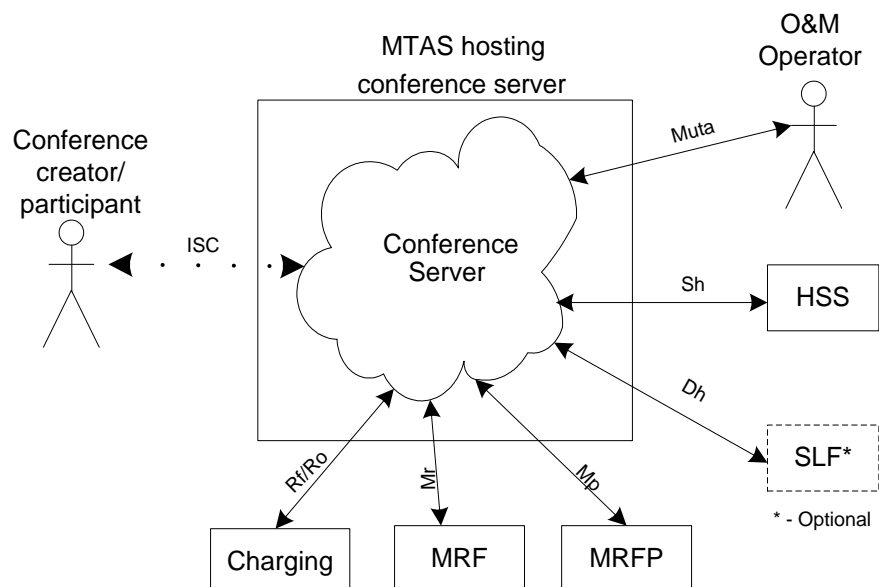 O&M
Operator
MTAS hosting
conference server
Muta
Conference
creator/
participant
ISC
Conference
Server
Sh
HSS
Dh
SLF*
* - Optional
Rf/Ro
Mr
Mp
Charging
MRF
MRFP